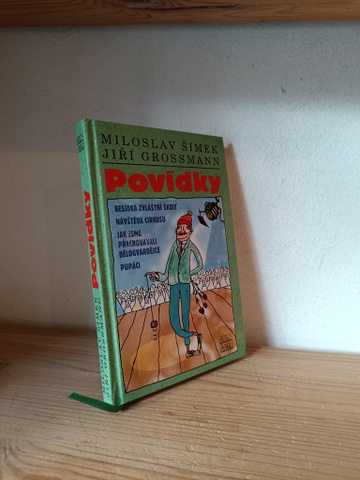 MILOSLAV ŠIMEK
JIŘÍ GROSSMANN
Povídky
BESÍDKA ZVLÁŠTNÍ ŠKOLY
NÁVŠTĚVA CIRKUSU
JAK JSME
PŘECHOVÁVALI
BĚLOGVARDĚJCE
PUPÁCI
Povídky